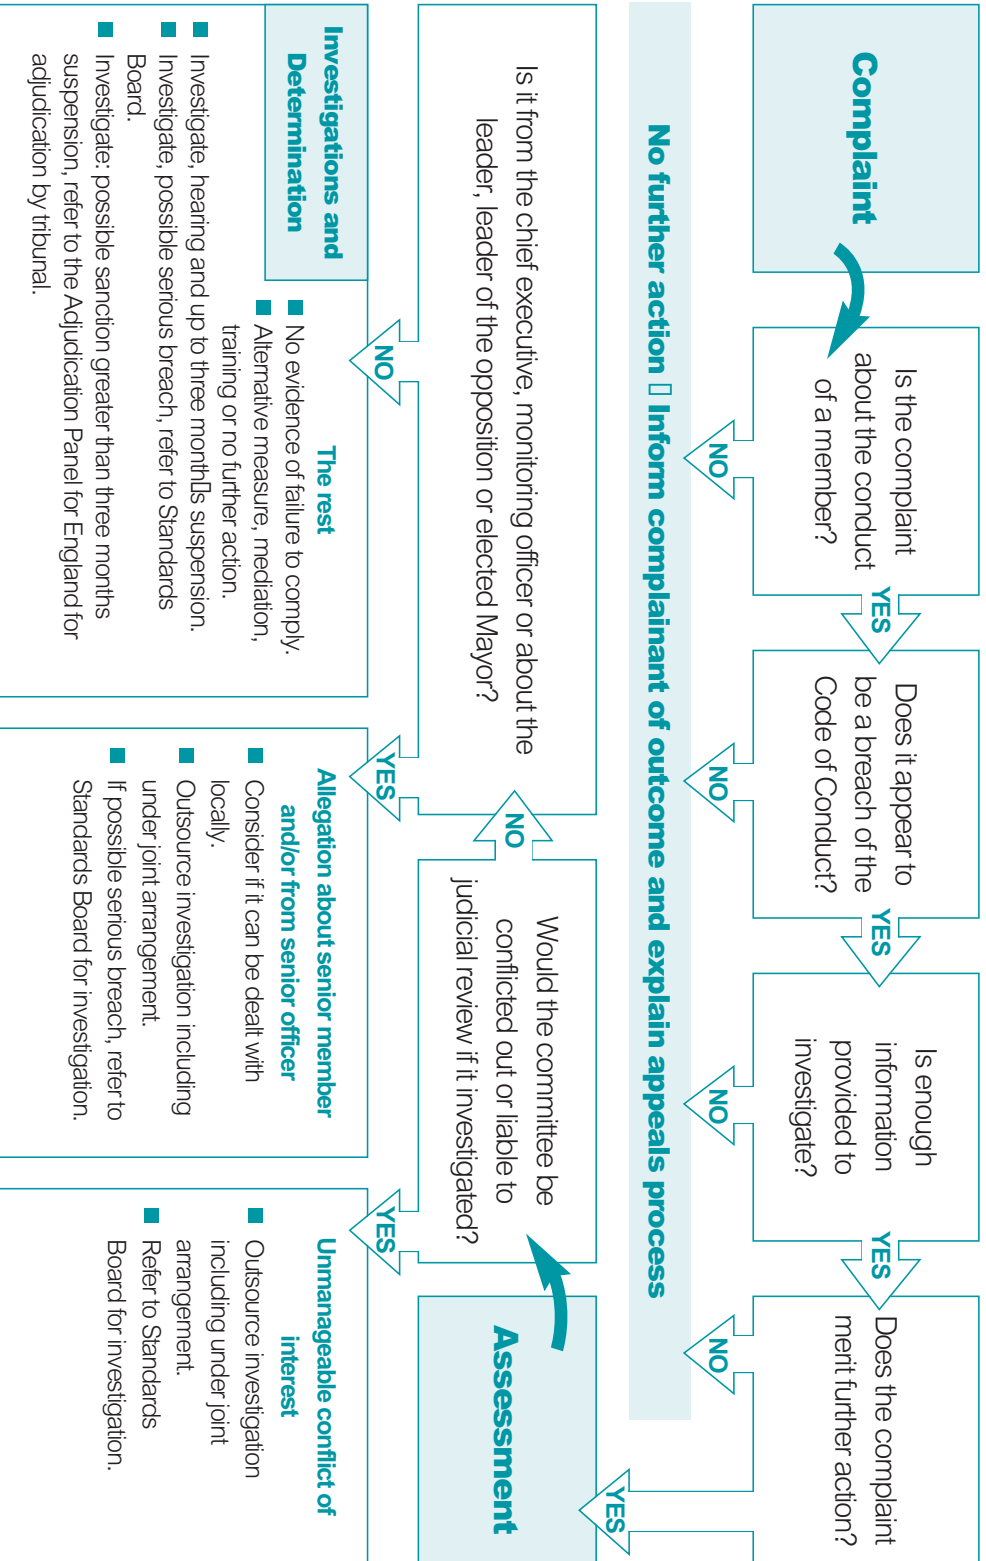 Complaint
Is the complaint
about the conduct
of a member?
YES
Does it appear to
be a breach of the
Code of Conduct?
YES
Is enough
information
provided to
investigate?
YES
Does the complaint
merit further action?
NO
NO
NO
NO
YES
No further action ▯ Inform complainant of outcome and explain appeals process
Is it from the chief executive, monitoring officer or about the
leader, leader of the opposition or elected Mayor?
NO
Would the committee be
conflicted out or liable to
judicial review if it investigated?
Assessment
NO
YES
YES
Investigations and
Determination
The rest
■ No evidence of failure to comply.
■ Alternative measure, mediation,
training or no further action.
■ Investigate, hearing and up to three month▯s suspension.
■ Investigate, possible serious breach, refer to Standards
Board.
■ Investigate: possible sanction greater than three months
suspension, refer to the Adjudication Panel for England for
adjudication by tribunal.
Allegation about senior member
and/or from senior officer
■ Consider if it can be dealt with
locally.
■ Outsource investigation including
under joint arrangement.
■ If possible serious breach, refer to
Standards Board for investigation.
Unmanageable conflict of
interest
■ Outsource investigation
including under joint
arrangement.
■ Refer to Standards
Board for investigation.